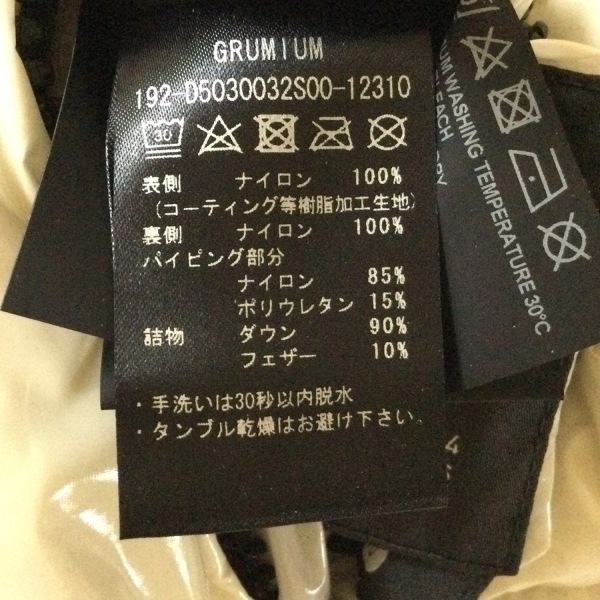 GRUMIUM
192-D5030032S00-12310
30
表側 ナイロン 100%
(コーティング等樹脂加工生地)
裏側 ナイロン 100%
パイピング部分
ナイロン 85%
ポリウレタン 15%
詰物 ダウン 90%
フェザー 10%
・手洗いは30秒以内脱水
・タンブル乾燥はお避け下さい。
UM WASHING TEMPERATURE 30°C
EACH
DRY
4